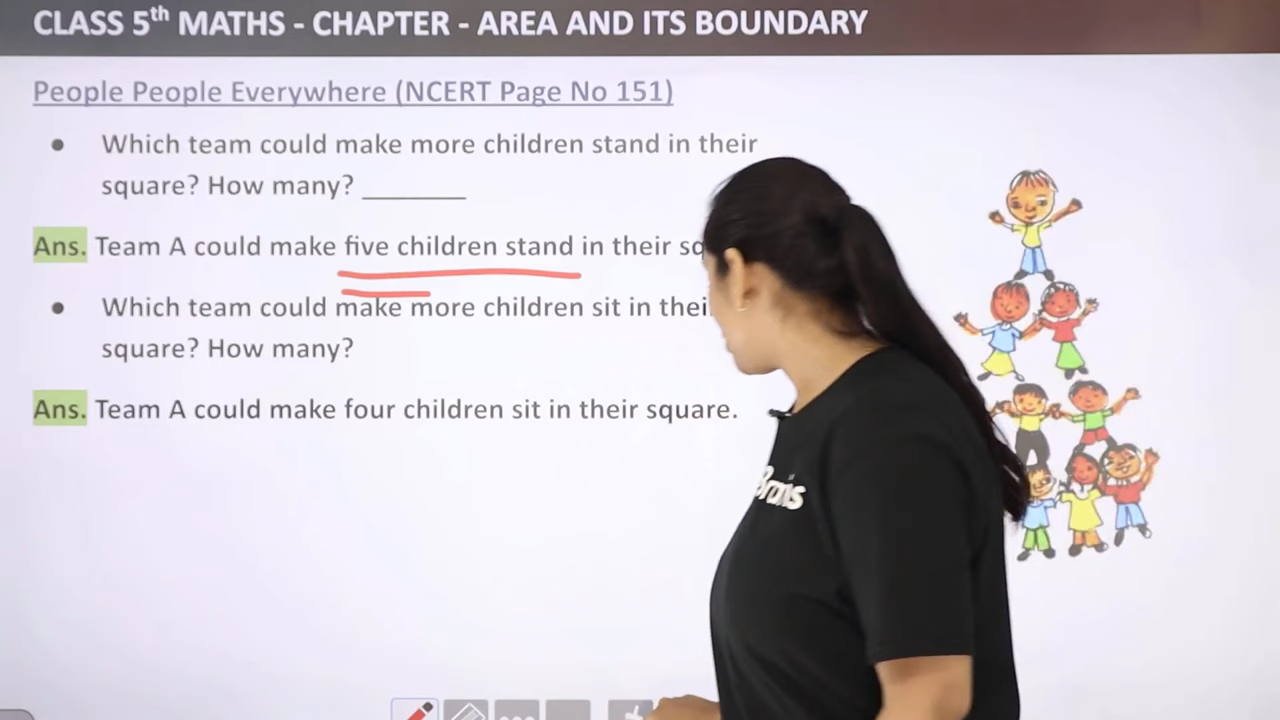 CLASS 5th MATHS - CHAPTER - AREA AND ITS BOUNDARY
People People Everywhere (NCERT Page No 151)
• Which team could make more children stand in their
square? How many? _______
Ans. Team A could make five children stand in their
• Which team could make more children sit in
square? How many?
Ans. Team A could make four children sit in their square.